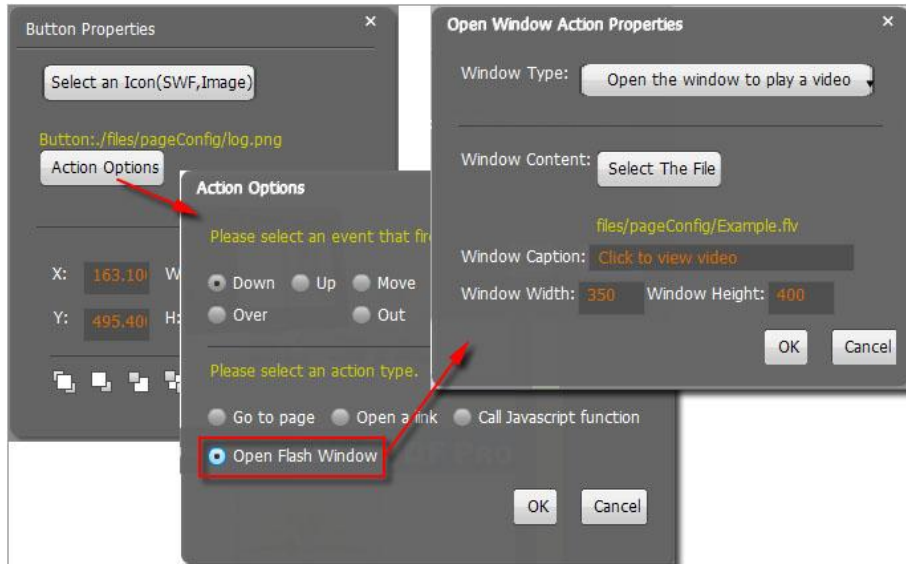 Button Properties
Select an Icon(SWF,Image)
Button:./files/pageConfig/log.png
Action Options
X: 163.10 W
Y: 495.40 H:
Action Options
Please select an event that fir
Down Up Move
Over Out
Please select an action type.
Go to page Open a link Call Javascript function
Open Flash Window
OK Cancel
Open Window Action Properties
Window Type: Open the window to play a video
Window Content: Select The File
files/pageConfig/Example.flv
Window Caption: Click to view video
Window Width: 350 Window Height: 400
OK Cancel